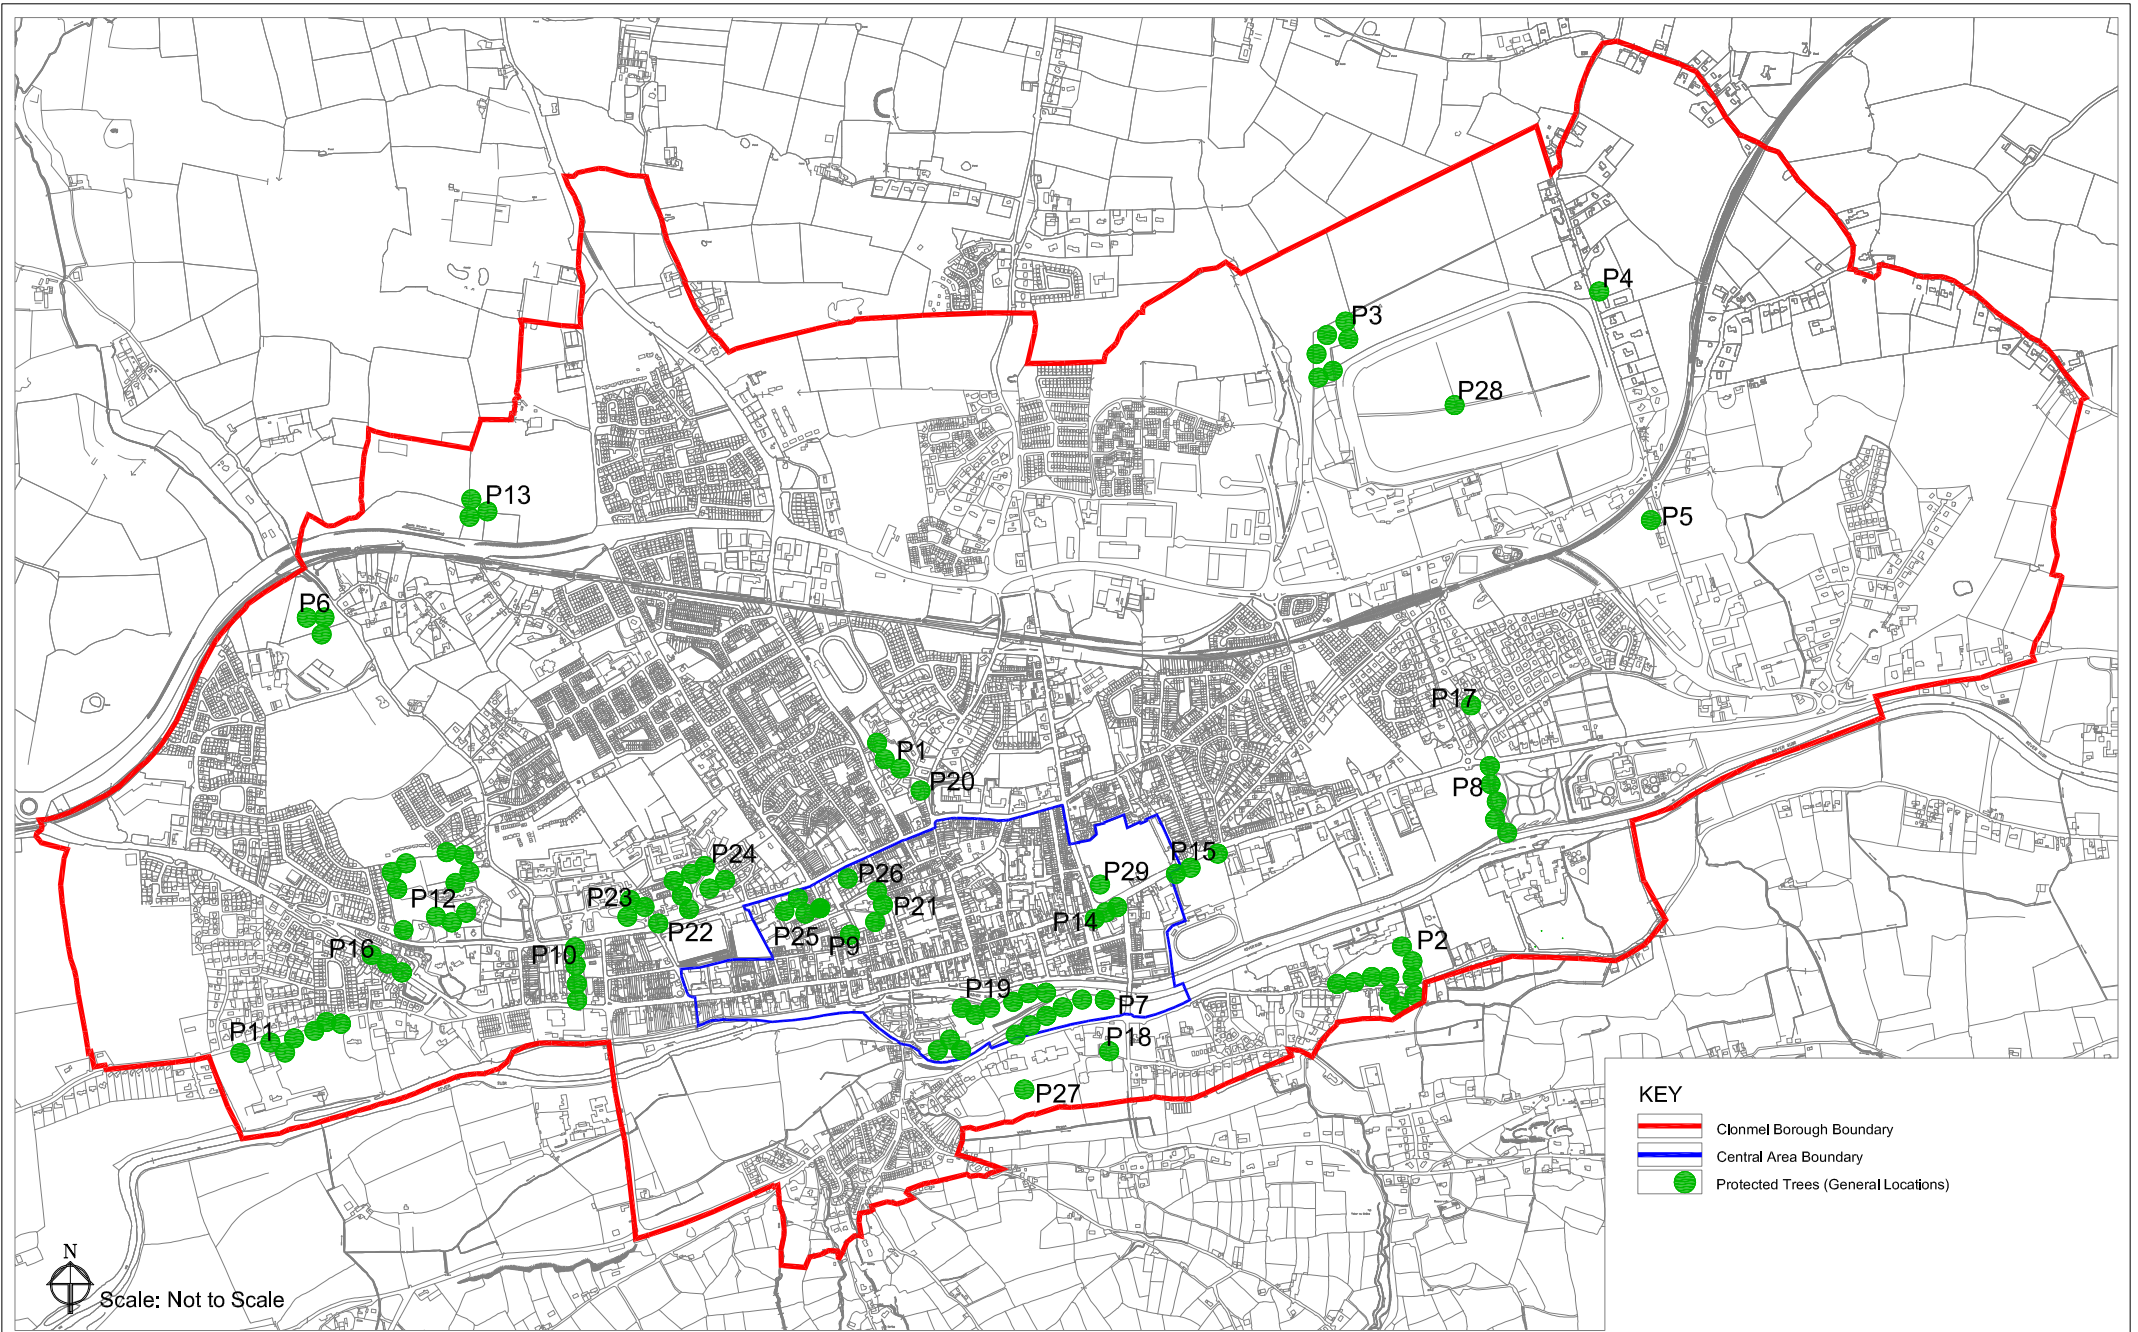 P4
P3
P28
P13
P5
P6
P17
P1
P20
P8
P24
P26
P15
P29
P23
P12
P21
P14
P22
P25
P9
P16
P10
P2
P19
P7
P11
P18
P27
KEY
Clonmel Borough Boundary
Central Area Boundary
Protected Trees (General Locations)
N
Scale: Not to Scale